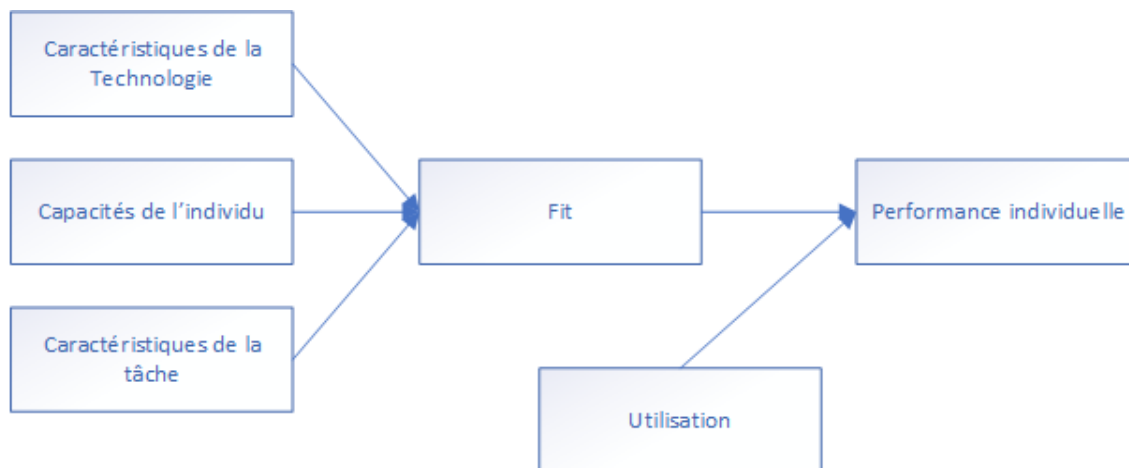 Caractéristiques de la
Technologie
Capacités de l’individu
Fit
Performance individuelle
Caractéristiques de la
tâche
Utilisation